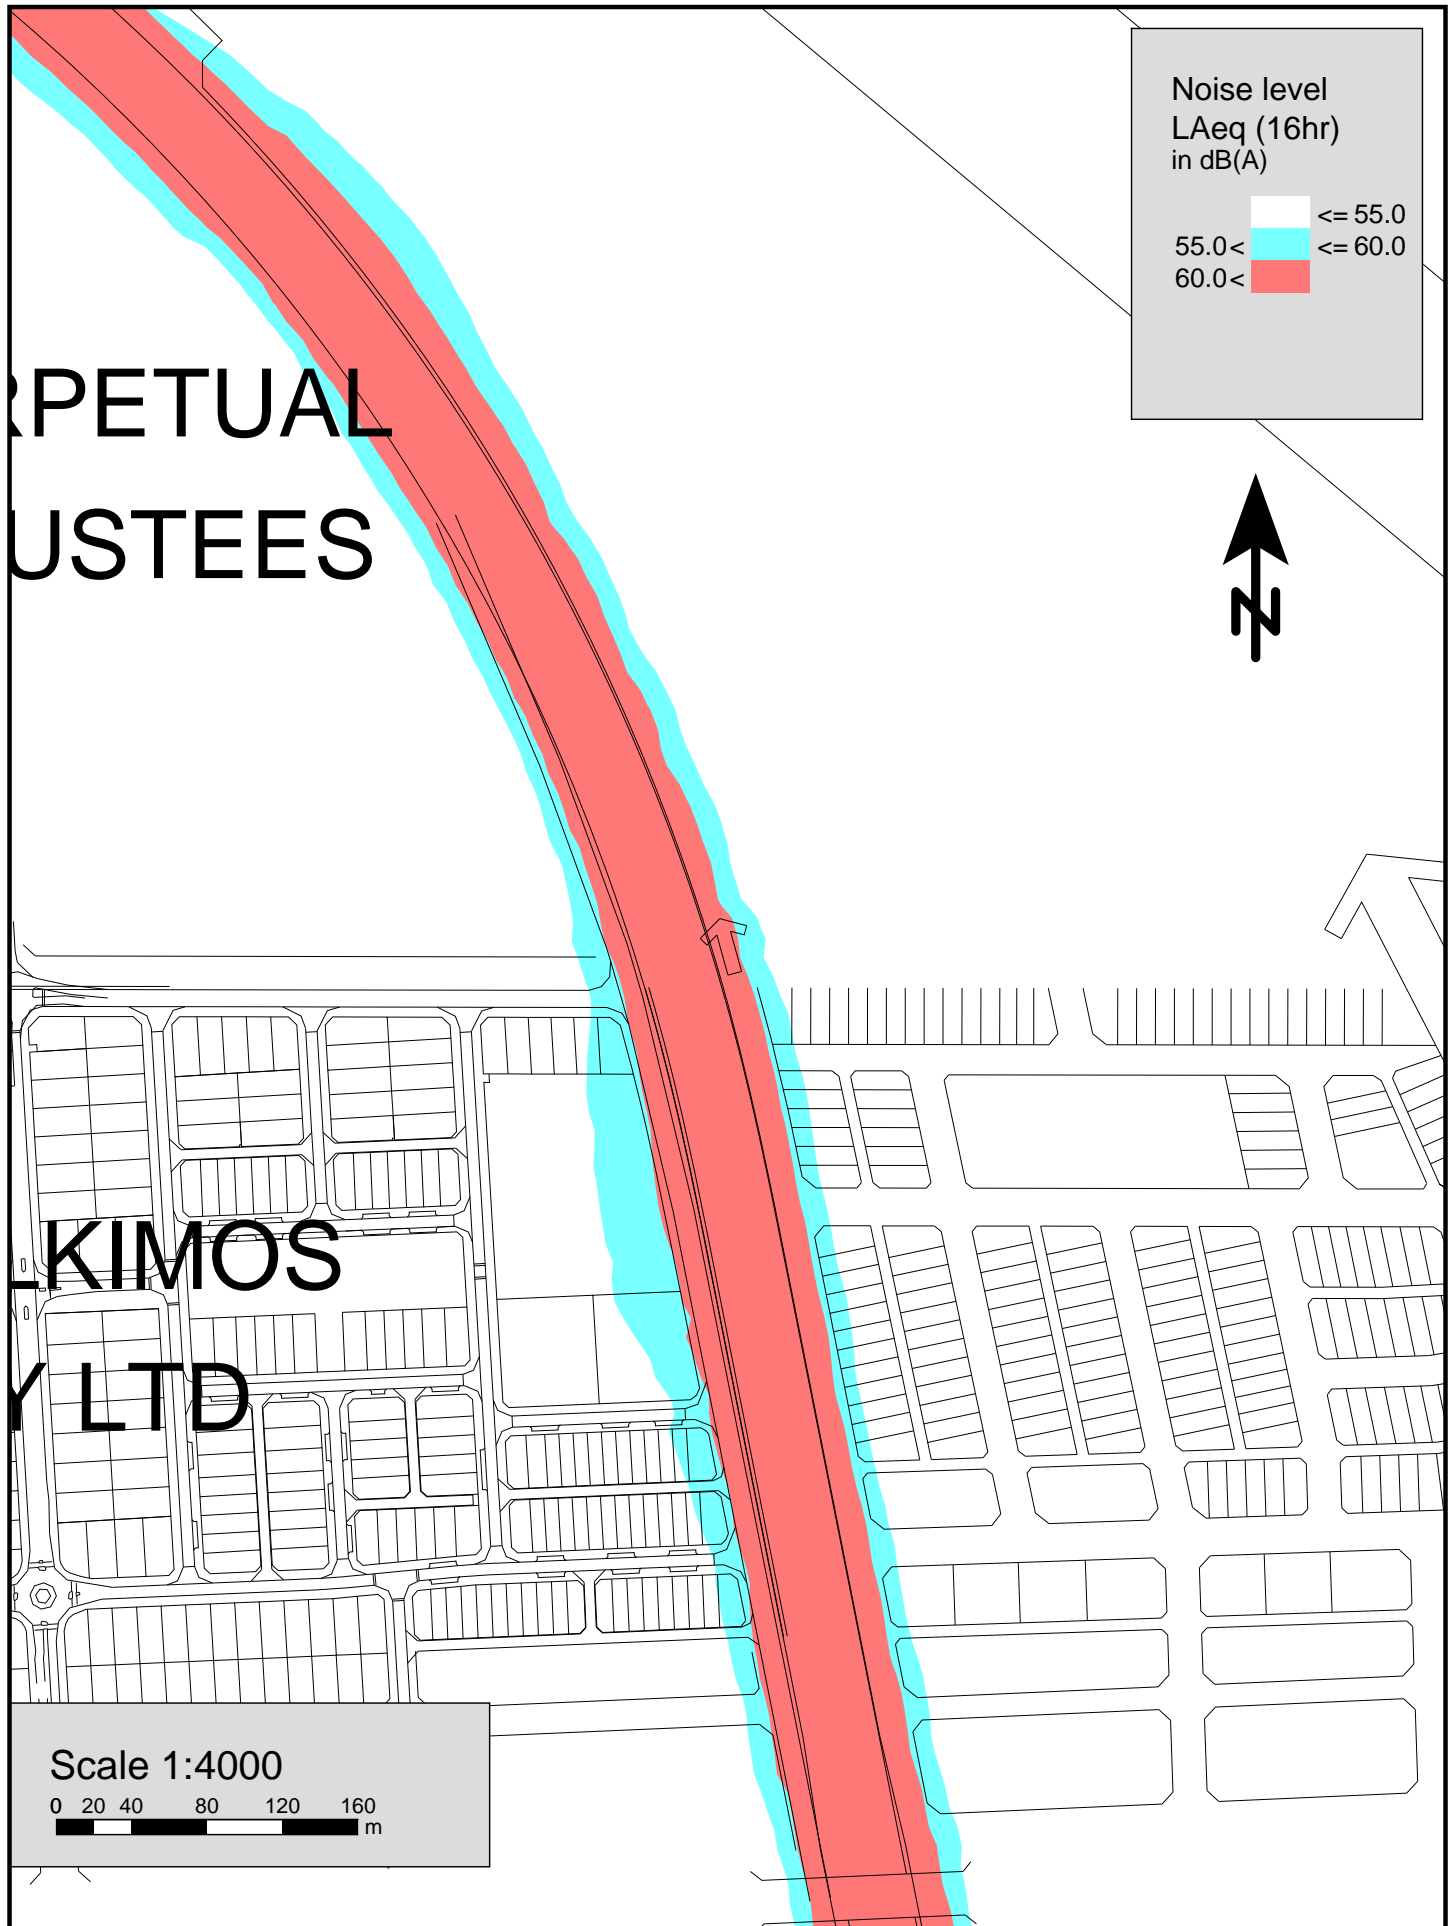 Noise level
LAeq (16hr)
in dB(A)
<= 55.0
55.0< <= 60.0
60.0<
RPETUAL
USTEES
N
LKIMOS
Y LTD
Scale 1:4000
0 20 40 80 120 160
m